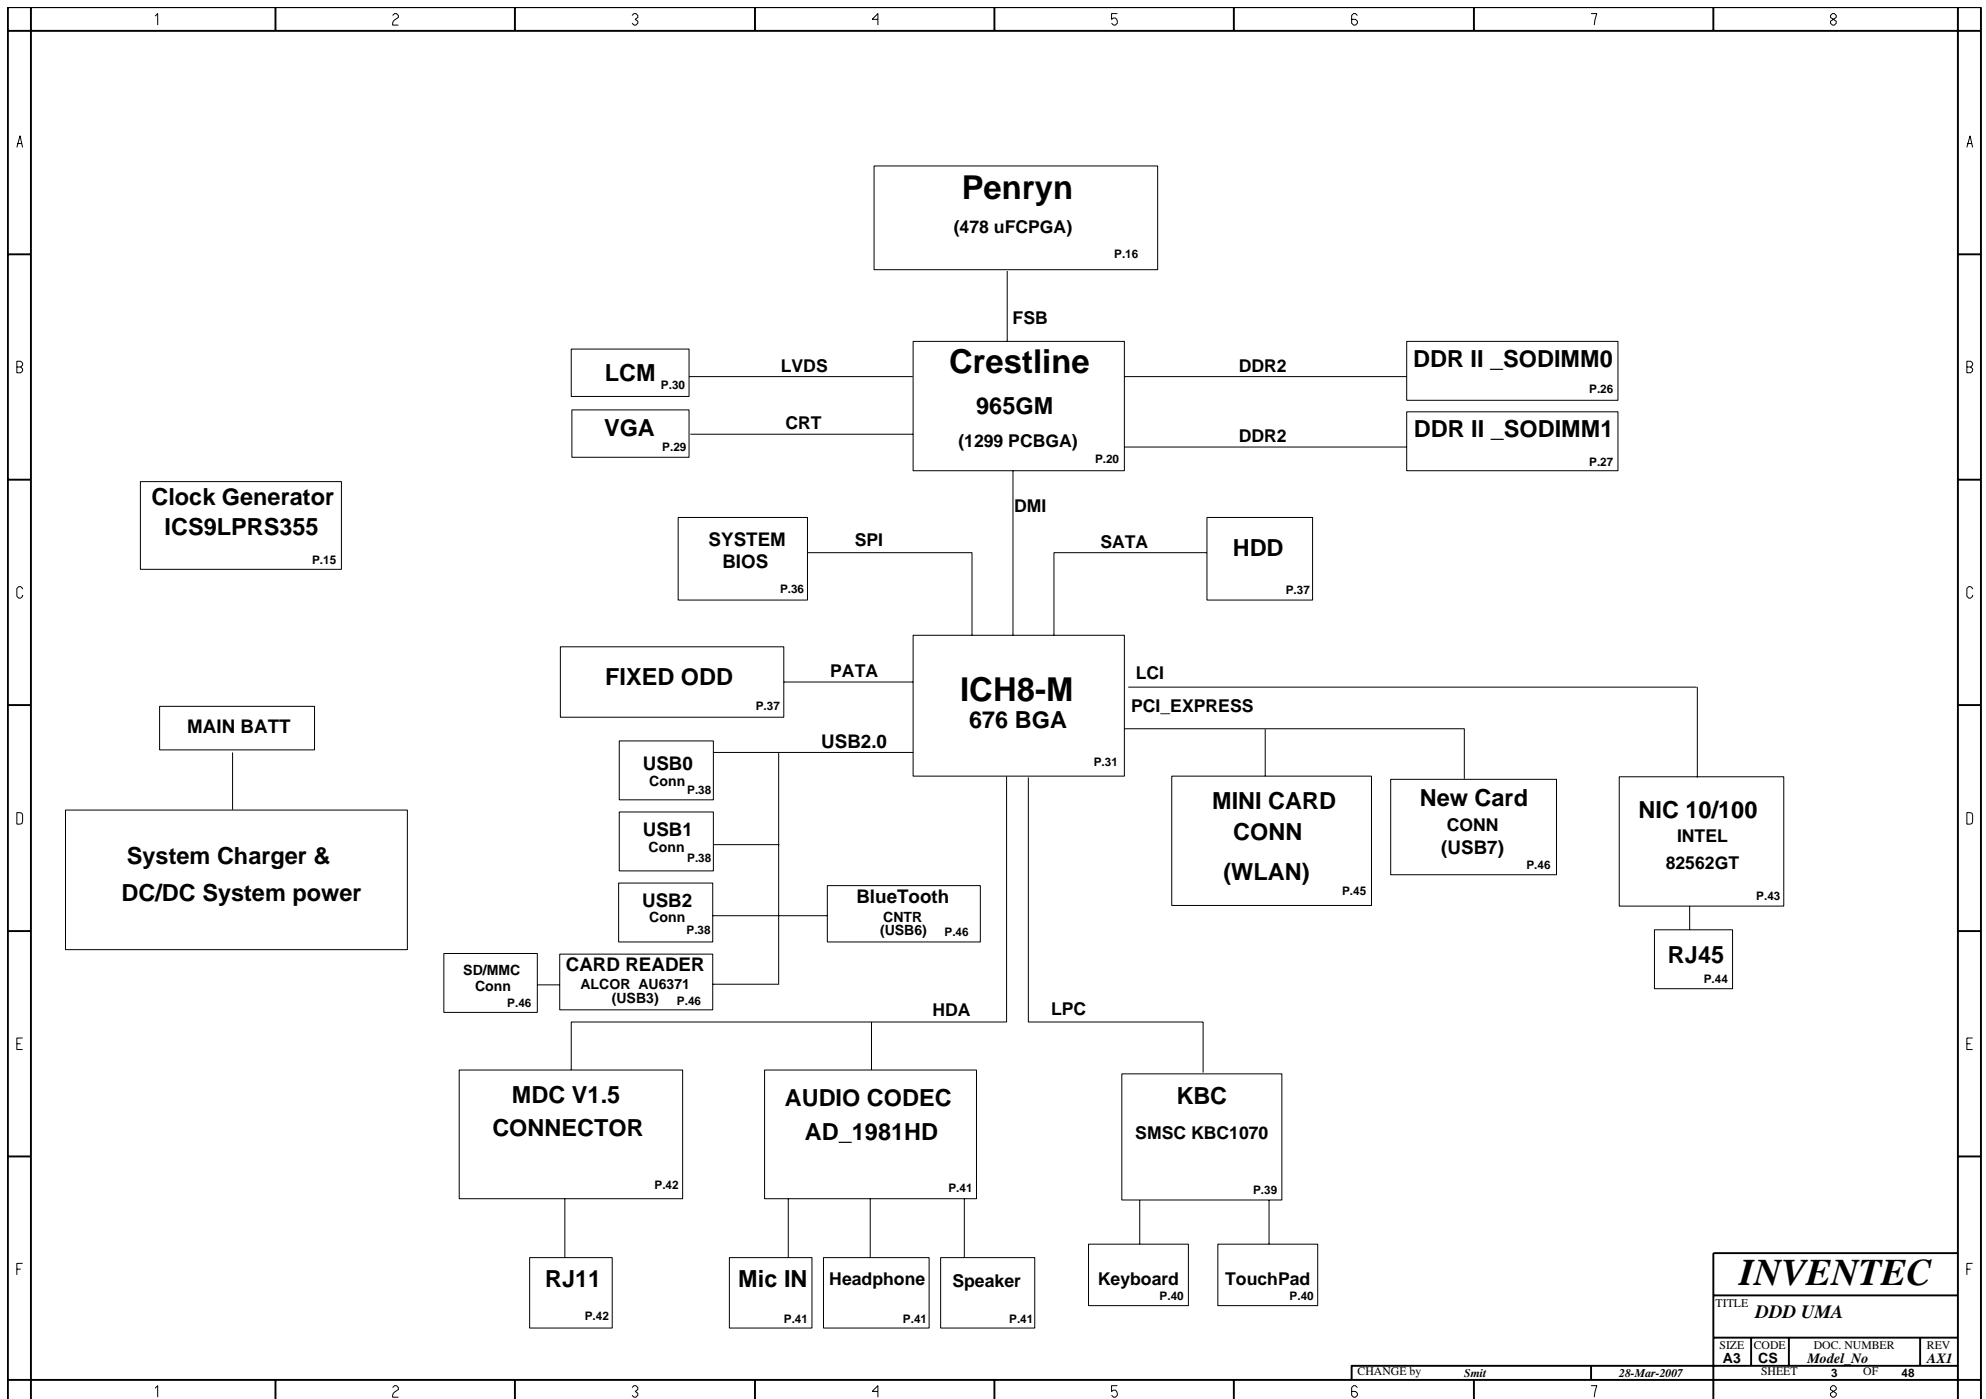 1 2 3 4 5 6 7 8
A A
B B
C C
D D
E E
F F
Penryn
(478 uFCPGA)
P.16
FSB
Crestline
965GM
(1299 PCBGA)
P.20
LCM P.30
LVDS
VGA
P.29
CRT
DDR2
DDR II _SODIMM0
P.26
DDR2
DDR II _SODIMM1
P.27
Clock Generator
ICS9LPRS355
P.15
DMI
SYSTEM
BIOS
P.36
SPI
SATA
HDD
P.37
FIXED ODD
P.37
PATA
ICH8-M
676 BGA
P.31
LCI
PCI_EXPRESS
MAIN BATT
System Charger &
DC/DC System power
USB2.0
USB0
Conn
P.38
USB1
Conn
P.38
USB2
Conn
P.38
BlueTooth
CNTR
(USB6) P.46
SD/MMC
Conn
P.46
CARD READER
ALCOR AU6371
(USB3) P.46
MINI CARD
CONN
(WLAN)
P.45
New Card
CONN
(USB7)
P.46
NIC 10/100
INTEL
82562GT
P.43
RJ45
P.44
HDA
LPC
MDC V1.5
CONNECTOR
P.42
AUDIO CODEC
AD_1981HD
P.41
KBC
SMSC KBC1070
P.39
RJ11
P.42
Mic IN
P.41
Headphone
P.41
Speaker
P.41
Keyboard
P.40
TouchPad
P.40
INVENTEC
TITLE
DDD UMA
SIZE CODE DOC. NUMBER REV
A3 CS Model_No AX1
CHANGE by Smit 28-Mar-2007 SHEET 3 OF 48
1 2 3 4 5 6 7 8